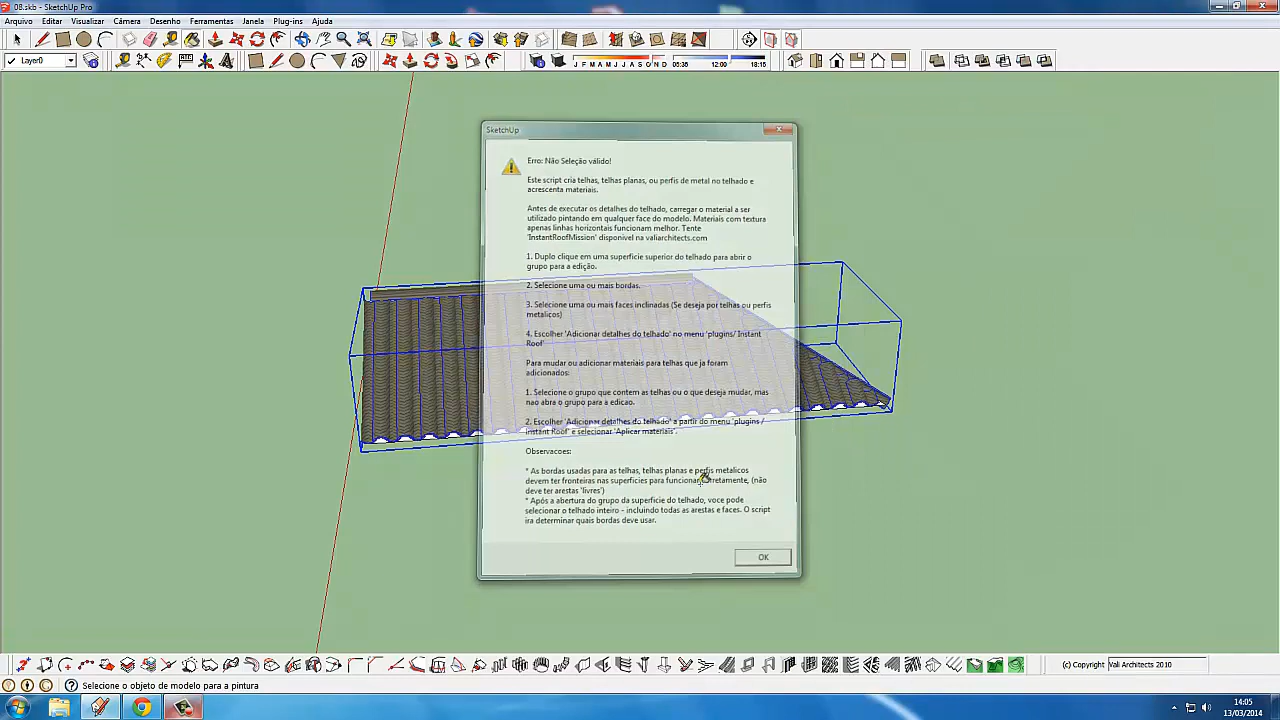 08.skb - SketchUp Pro
Arquivo Editar Visualizar Câmera Desenho Ferramentas Janela Plug-ins Ajuda
Layer0
J F M A M J J A S O N D
05:36 12:00 18:15
SketchUp
Erro: Não Seleção válido!
Este script cria telhas, telhas planas, ou perfis de metal no telhado e
acrescenta materiais.
Antes de executar os detalhes do telhado, carregar o material a ser
utilizado pintando em qualquer face do modelo. Materiais com textura
apenas linhas horizontais funcionam melhor. Tente
'InstantRoofMission' disponivel na valiarchitects.com
1. Duplo clique em uma superficie superior do telhado para abrir o
grupo para a edição.
2. Selecione uma ou mais bordas.
3. Selecione uma ou mais faces inclinadas (Se deseja por telhas ou perfis
metalicos)
4. Escolher 'Adicionar detalhes do telhado' no menu 'plugins/ Instant
Roof'
Para mudar ou adicionar materiais para telhas que ja foram
adicionados:
1. Selecione o grupo que contem as telhas ou o que deseja mudar, mas
nao abra o grupo para a edicao.
2. Escolher 'Adicionar detalhes do telhado' a partir do menu 'plugins /
Instant Roof' e selecionar 'Aplicar materiais'.
Observacoes:
* As bordas usadas para as telhas, telhas planas e perfis metalicos
devem ter fronteiras nas superficies para funcionar corretamente, (não
deve ter arestas 'livres')
* Após a abertura do grupo da superficie do telhado, voce pode
selecionar o telhado inteiro - incluindo todas as arestas e faces. O script
ira determinar quais bordas deve usar.
OK
(c) Copyright Vali Architects 2010
Selecione o objeto de modelo para a pintura
14:05
13/03/2014